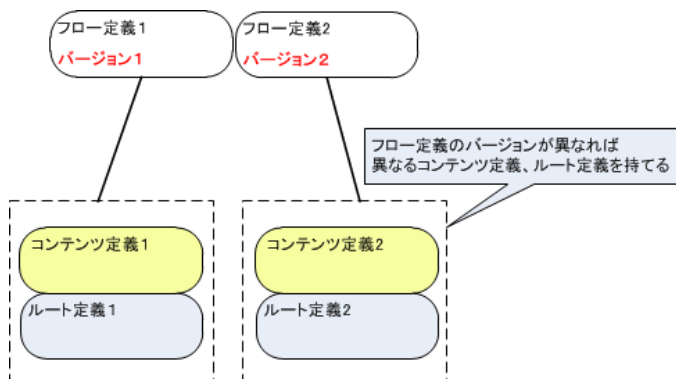 フロー定義1
バージョン1
フロー定義2
バージョン2
フロー定義のバージョンが異なれば
異なるコンテンツ定義、ルート定義を持てる
コンテンツ定義1
ルート定義1
コンテンツ定義2
ルート定義2